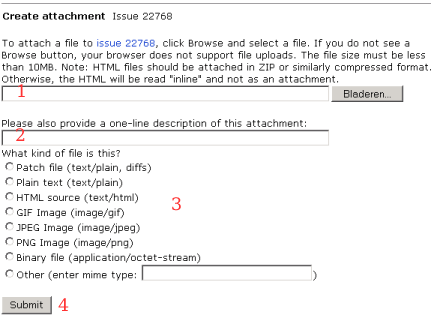 Create attachment Issue 22768
To attach a file to issue 22768, click Browse and select a file. If you do not see a
Browse button, your browser does not support file uploads. The file size must be less
than 10MB. Note: HTML files should be attached in ZIP or similarly compressed format.
Otherwise, the HTML will be read "inline" and not as an attachment.
1 Bladeren...
Please also provide a one-line description of this attachment:
2
What kind of file is this?
Patch file (text/plain, diffs)
Plain text (text/plain)
HTML source (text/html)
3
GIF Image (image/gif)
JPEG Image (image/jpeg)
PNG Image (image/png)
Binary file (application/octet-stream)
Other (enter mime type: )
Submit 4